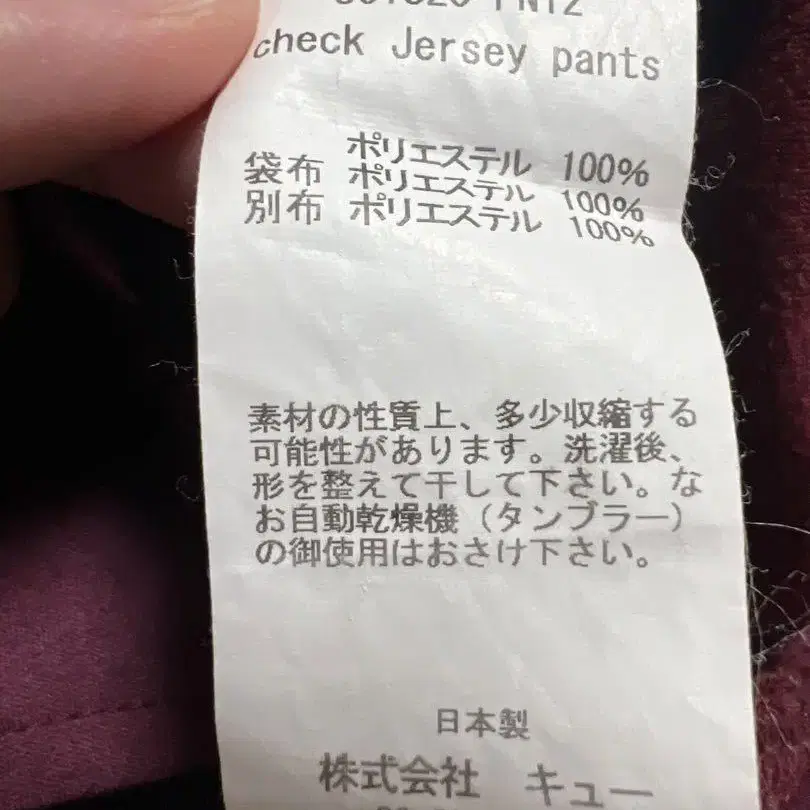 check Jersey pants
ポリエステル 100%
袋布 ポリエステル 100%
別布 ポリエステル 100%
素材の性質上、多少収縮する
可能性があります。洗濯後、
形を整えて干して下さい。な
お自動乾燥機（タンブラー）
の御使用はおさけ下さい。
日本製
株式会社 キュー